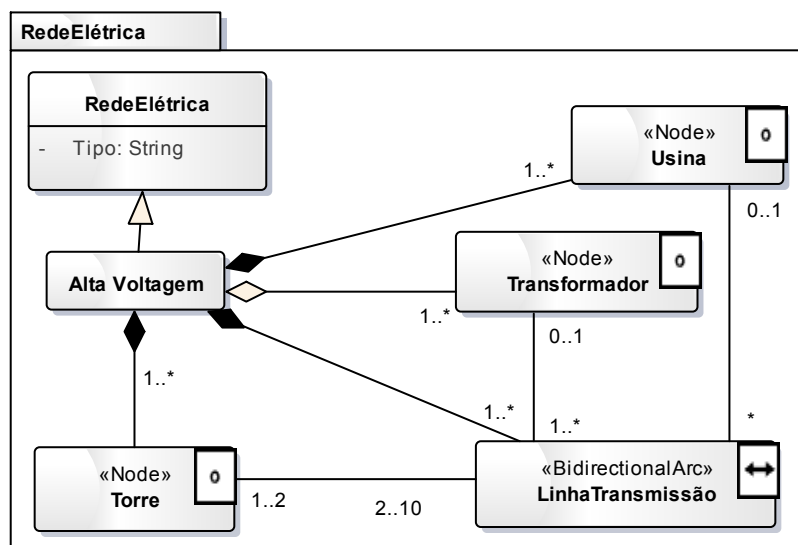 RedeElétrica
RedeElétrica
- Tipo: String
«Node»
Usina
1..*
0..1
Alta Voltagem
«Node»
Transformador
1..*
0..1
1..*
1..*
1..*
*
«Node»
Torre
1..2
2..10
«BidirectionalArc»
LinhaTransmissão